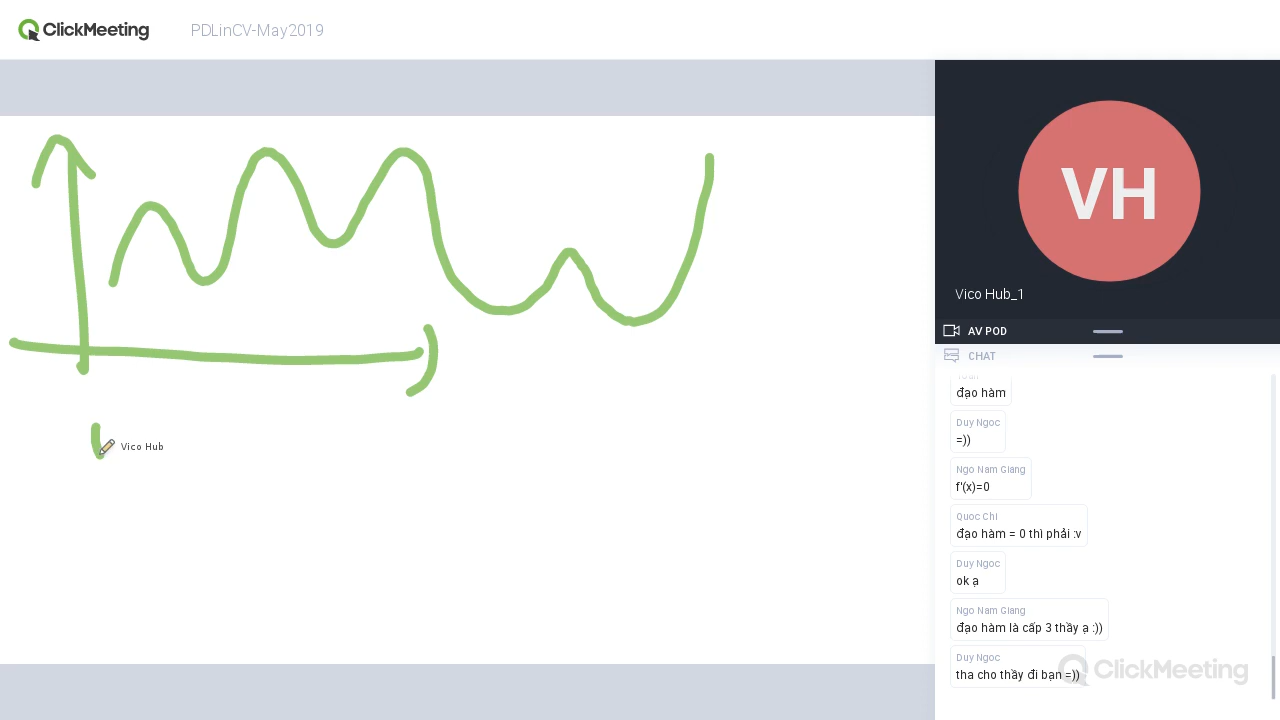 ClickMeeting
PDLinCV-May2019
VH
Vico Hub_1
AV POD
CHAT
đạo hàm
Duy Ngoc
=))
Ngo Nam Giang
f'(x)=0
Quoc Chi
đạo hàm = 0 thì phải :v
Duy Ngoc
ok ạ
Ngo Nam Giang
đạo hàm là cấp 3 thầy ạ :))
Duy Ngoc
tha cho thầy đi bạn =))
ClickMeeting
Vico Hub